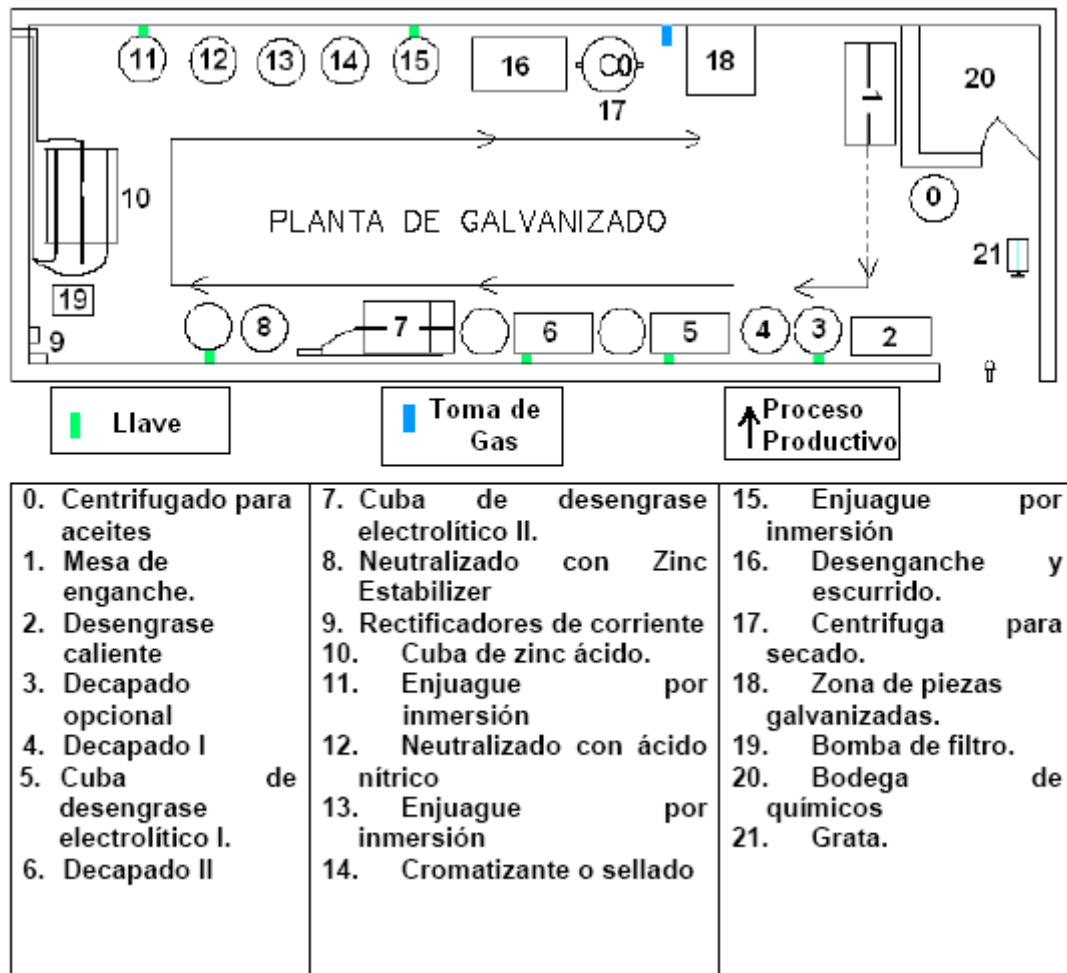 11 12 13 14 15 16 17 18 1 20
10 PLANTA DE GALVANIZADO 0
21
19
9 8 7 6 5 4 3 2
Llave
Toma de
Gas
Proceso
Productivo
0. Centrifugado para
aceites
1. Mesa de
enganche.
2. Desengrase
caliente
3. Decapado
opcional
4. Decapado I
5. Cuba de
desengrase
electrolítico I.
6. Decapado II
7. Cuba de desengrase
electrolítico II.
8. Neutralizado con Zinc
Estabilizer
9. Rectificadores de corriente
10. Cuba de zinc ácido.
11. Enjuague por
inmersión
12. Neutralizado con ácido
nítrico
13. Enjuague por
inmersión
14. Cromatizante o sellado
15. Enjuague por
inmersión
16. Desenganche y
escurrido.
17. Centrifuga para
secado.
18. Zona de piezas
galvanizadas.
19. Bomba de filtro.
20. Bodega de
químicos
21. Grata.